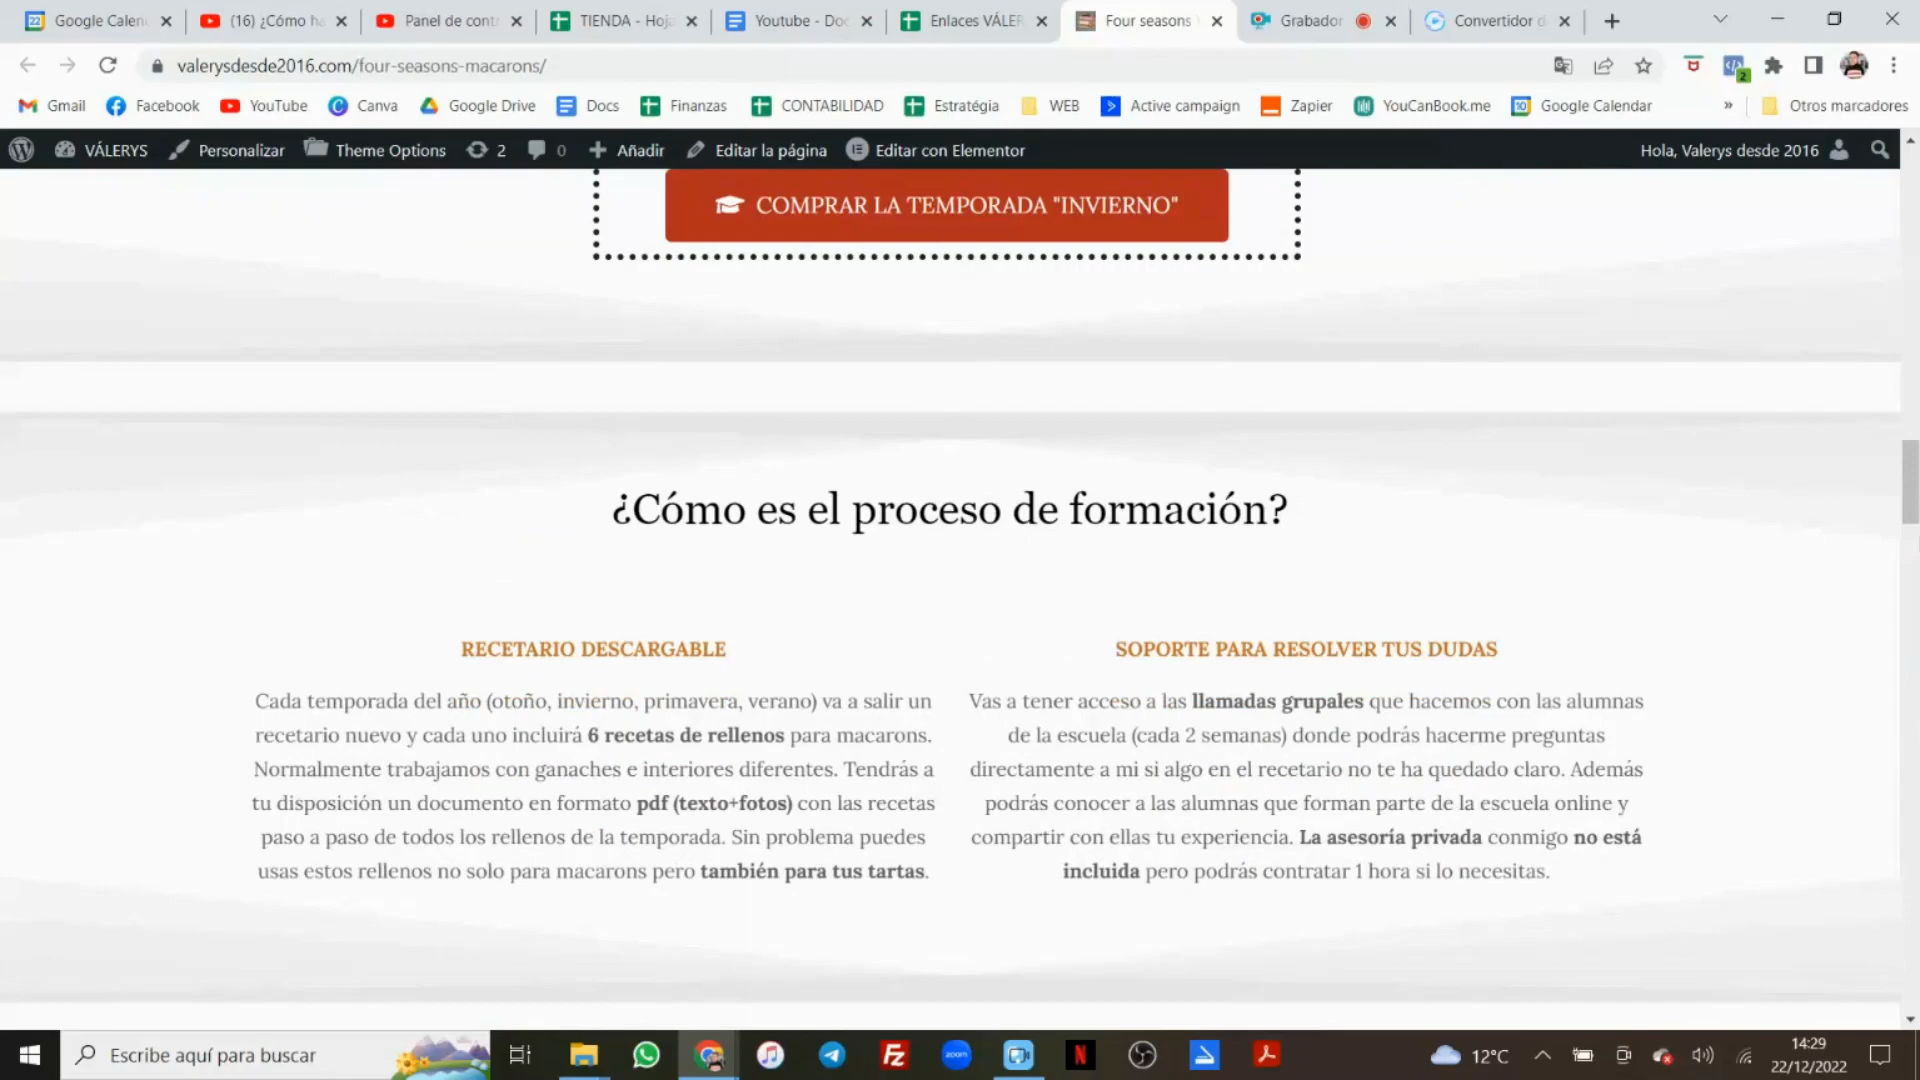 Google Calen
(16) ¿Cómo ha
Panel de cont
TIENDA - Hoja
Youtube - Doc
Enlaces VÁLER
Four seasons
Grabador
Convertidor d
valerysdesde2016.com/four-seasons-macarons/
2
Gmail
Facebook
YouTube
Canva
Google Drive
Docs
Finanzas
CONTABILIDAD
Estratégia
WEB
Active campaign
Zapier
YouCanBook.me
Google Calendar
»
Otros marcadores
VÁLERYS
Personalizar
Theme Options
2
0
Añadir
Editar la página
Editar con Elementor
Hola, Valerys desde 2016
COMPRAR LA TEMPORADA "INVIERNO"
¿Cómo es el proceso de formación?
RECETARIO DESCARGABLE
Cada temporada del año (otoño, invierno, primavera, verano) va a salir un
recetario nuevo y cada uno incluirá 6 recetas de rellenos para macarons.
Normalmente trabajamos con ganaches e interiores diferentes. Tendrás a
tu disposición un documento en formato pdf (texto+fotos) con las recetas
paso a paso de todos los rellenos de la temporada. Sin problema puedes
usas estos rellenos no solo para macarons pero también para tus tartas.
SOPORTE PARA RESOLVER TUS DUDAS
Vas a tener acceso a las llamadas grupales que hacemos con las alumnas
de la escuela (cada 2 semanas) donde podrás hacerme preguntas
directamente a mi si algo en el recetario no te ha quedado claro. Además
podrás conocer a las alumnas que forman parte de la escuela online y
compartir con ellas tu experiencia. La asesoría privada conmigo no está
incluida pero podrás contratar 1 hora si lo necesitas.
Escribe aquí para buscar
zoom
12°C
14:29
22/12/2022